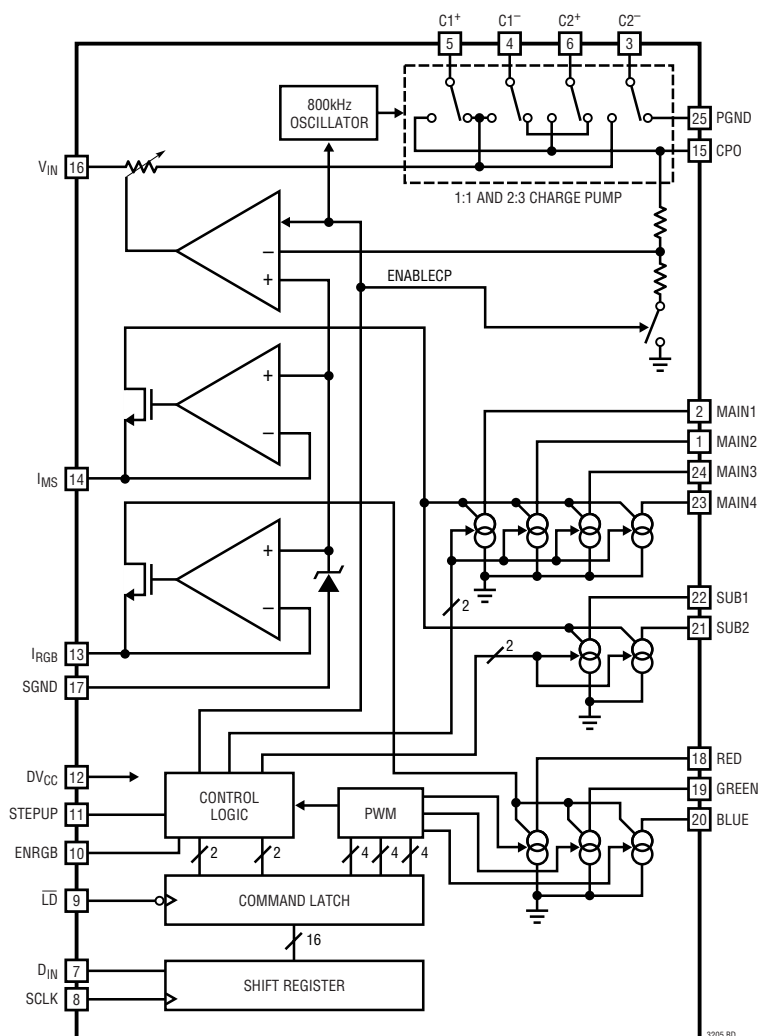 C1+ C1– C2+ C2–
5 4 6 3
800kHz
OSCILLATOR
25 PGND
15 CPO
VIN 16
1:1 AND 2:3 CHARGE PUMP
–
+
ENABLECP
+
–
IMS 14
2 MAIN1
1 MAIN2
24 MAIN3
23 MAIN4
2
+
–
IRGB 13
SGND 17
22 SUB1
21 SUB2
2
DVCC 12
STEPUP 11
ENRGB 10
CONTROL
LOGIC
PWM
18 RED
19 GREEN
20 BLUE
2 2 4 4 4
LD 9
COMMAND LATCH
16
DIN 7
SCLK 8
SHIFT REGISTER
3205 BD